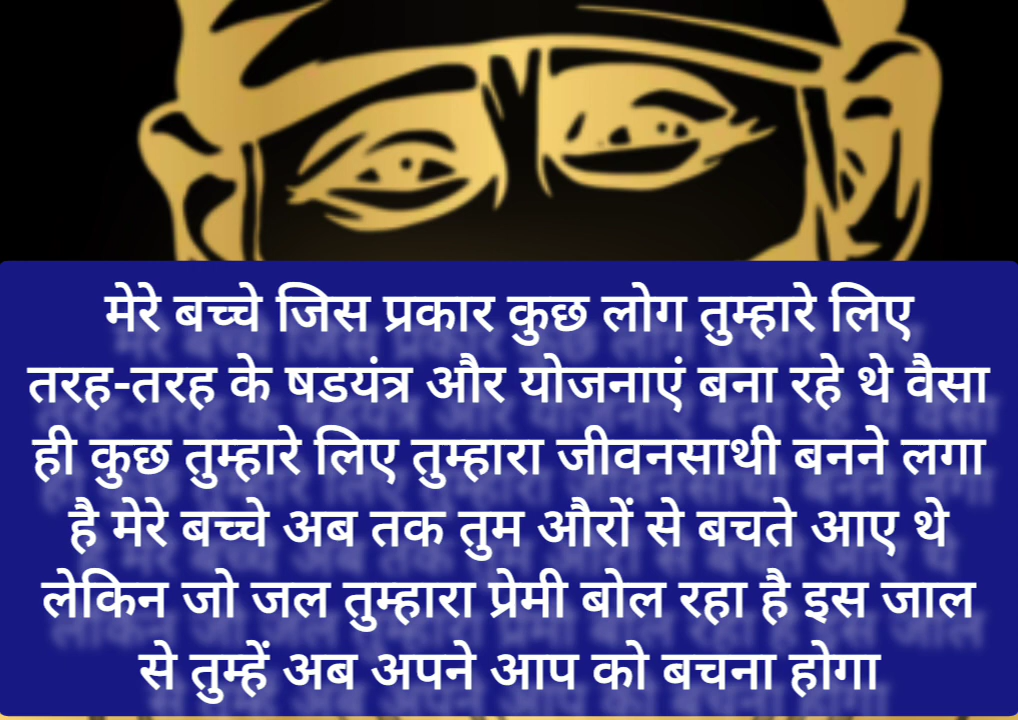 मेरे बच्चे जिस प्रकार कुछ लोग तुम्हारे लिए
तरह-तरह के षडयंत्र और योजनाएं बना रहे थे वैसा
ही कुछ तुम्हारे लिए तुम्हारा जीवनसाथी बनने लगा
है मेरे बच्चे अब तक तुम औरों से बचते आए थे
लेकिन जो जल तुम्हारा प्रेमी बोल रहा है इस जाल
से तुम्हें अब अपने आप को बचना होगा